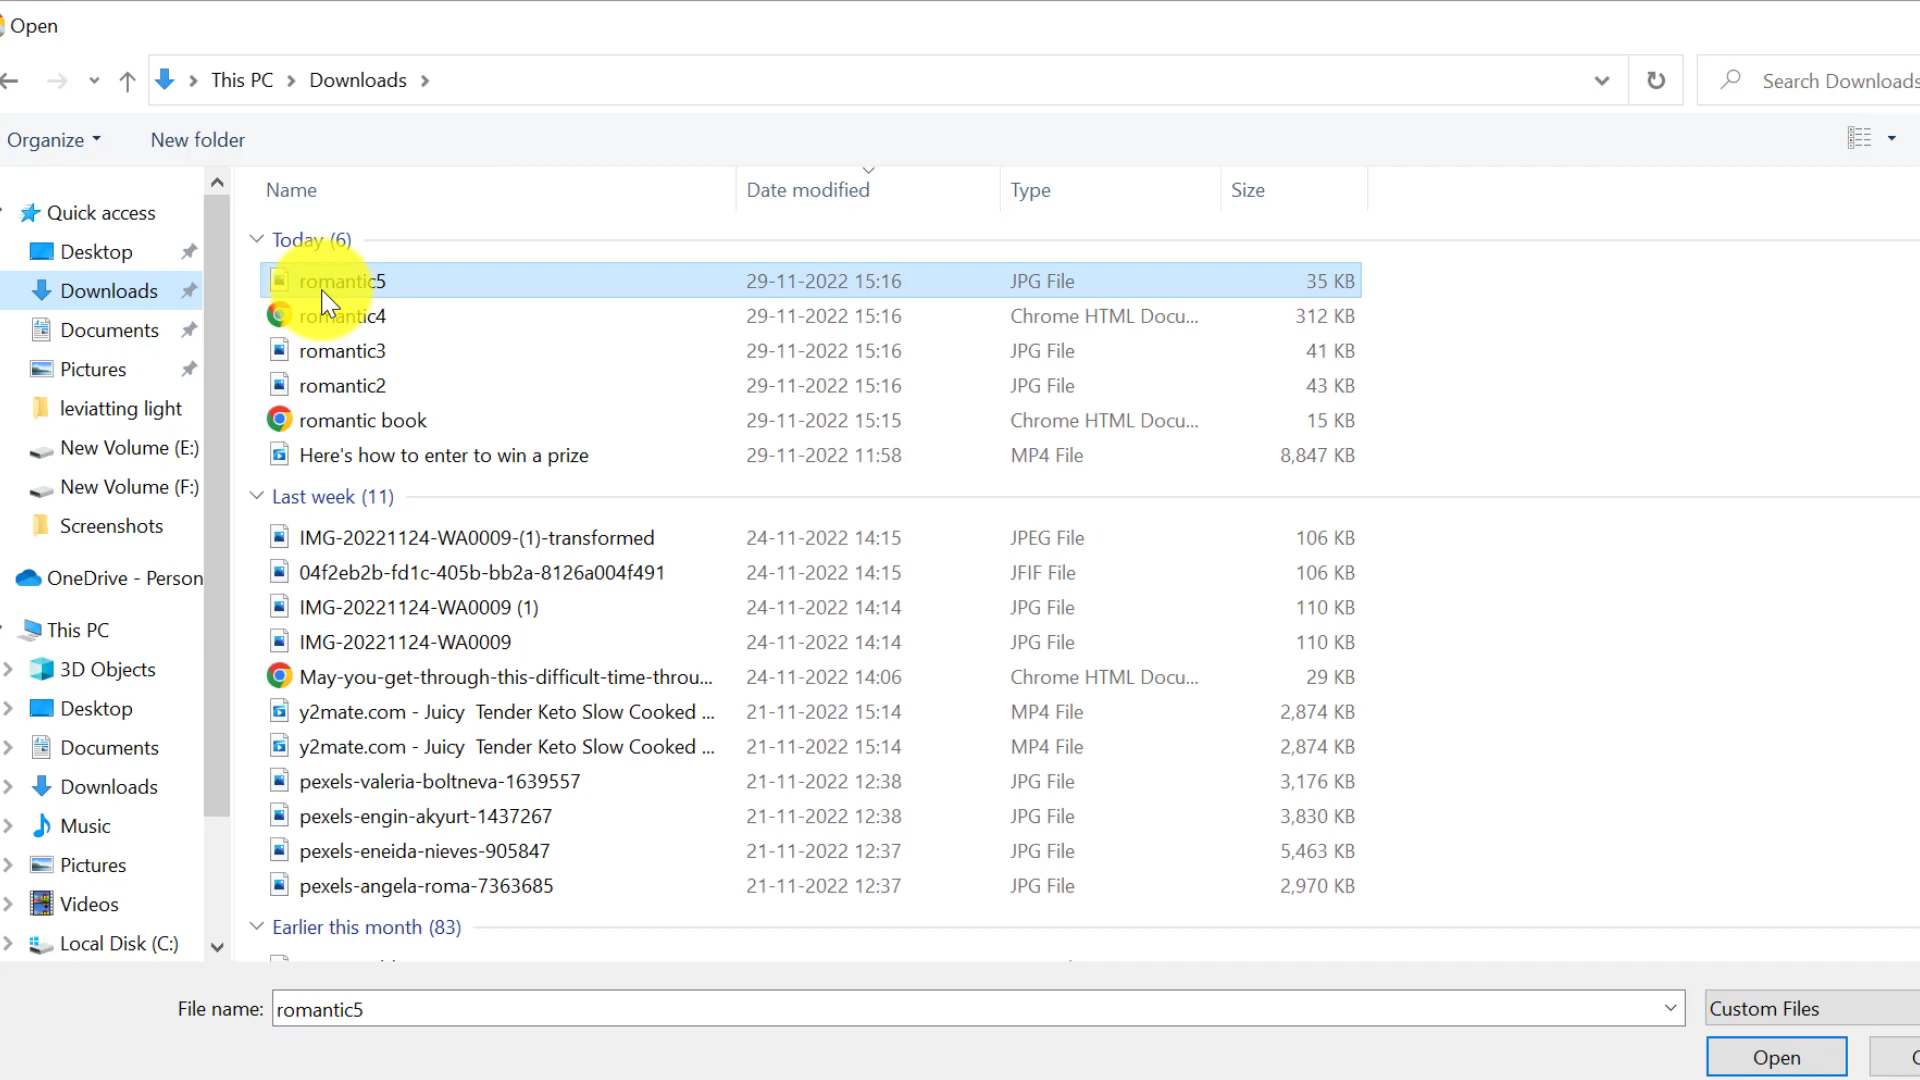 Open
This PC
Downloads
Search Downloads
Organize
New folder
Name
Date modified
Type
Size
Quick access
Desktop
Downloads
Documents
Pictures
leviatting light
New Volume (E:)
New Volume (F:)
Screenshots
OneDrive - Person
This PC
3D Objects
Desktop
Documents
Downloads
Music
Pictures
Videos
Local Disk (C:)
Today (6)
romantic5 29-11-2022 15:16 JPG File 35 KB
romantic4 29-11-2022 15:16 Chrome HTML Docu... 312 KB
romantic3 29-11-2022 15:16 JPG File 41 KB
romantic2 29-11-2022 15:16 JPG File 43 KB
romantic book 29-11-2022 15:15 Chrome HTML Docu... 15 KB
Here's how to enter to win a prize 29-11-2022 11:58 MP4 File 8,847 KB
Last week (11)
IMG-20221124-WA0009-(1)-transformed 24-11-2022 14:15 JPEG File 106 KB
04f2eb2b-fd1c-405b-bb2a-8126a004f491 24-11-2022 14:15 JFIF File 106 KB
IMG-20221124-WA0009 (1) 24-11-2022 14:14 JPG File 110 KB
IMG-20221124-WA0009 24-11-2022 14:14 JPG File 110 KB
May-you-get-through-this-difficult-time-throu... 24-11-2022 14:06 Chrome HTML Docu... 29 KB
y2mate.com - Juicy  Tender Keto Slow Cooked ... 21-11-2022 15:14 MP4 File 2,874 KB
y2mate.com - Juicy  Tender Keto Slow Cooked ... 21-11-2022 15:14 MP4 File 2,874 KB
pexels-valeria-boltneva-1639557 21-11-2022 12:38 JPG File 3,176 KB
pexels-engin-akyurt-1437267 21-11-2022 12:38 JPG File 3,830 KB
pexels-eneida-nieves-905847 21-11-2022 12:37 JPG File 5,463 KB
pexels-angela-roma-7363685 21-11-2022 12:37 JPG File 2,970 KB
Earlier this month (83)
File name: romantic5
Custom Files
Open